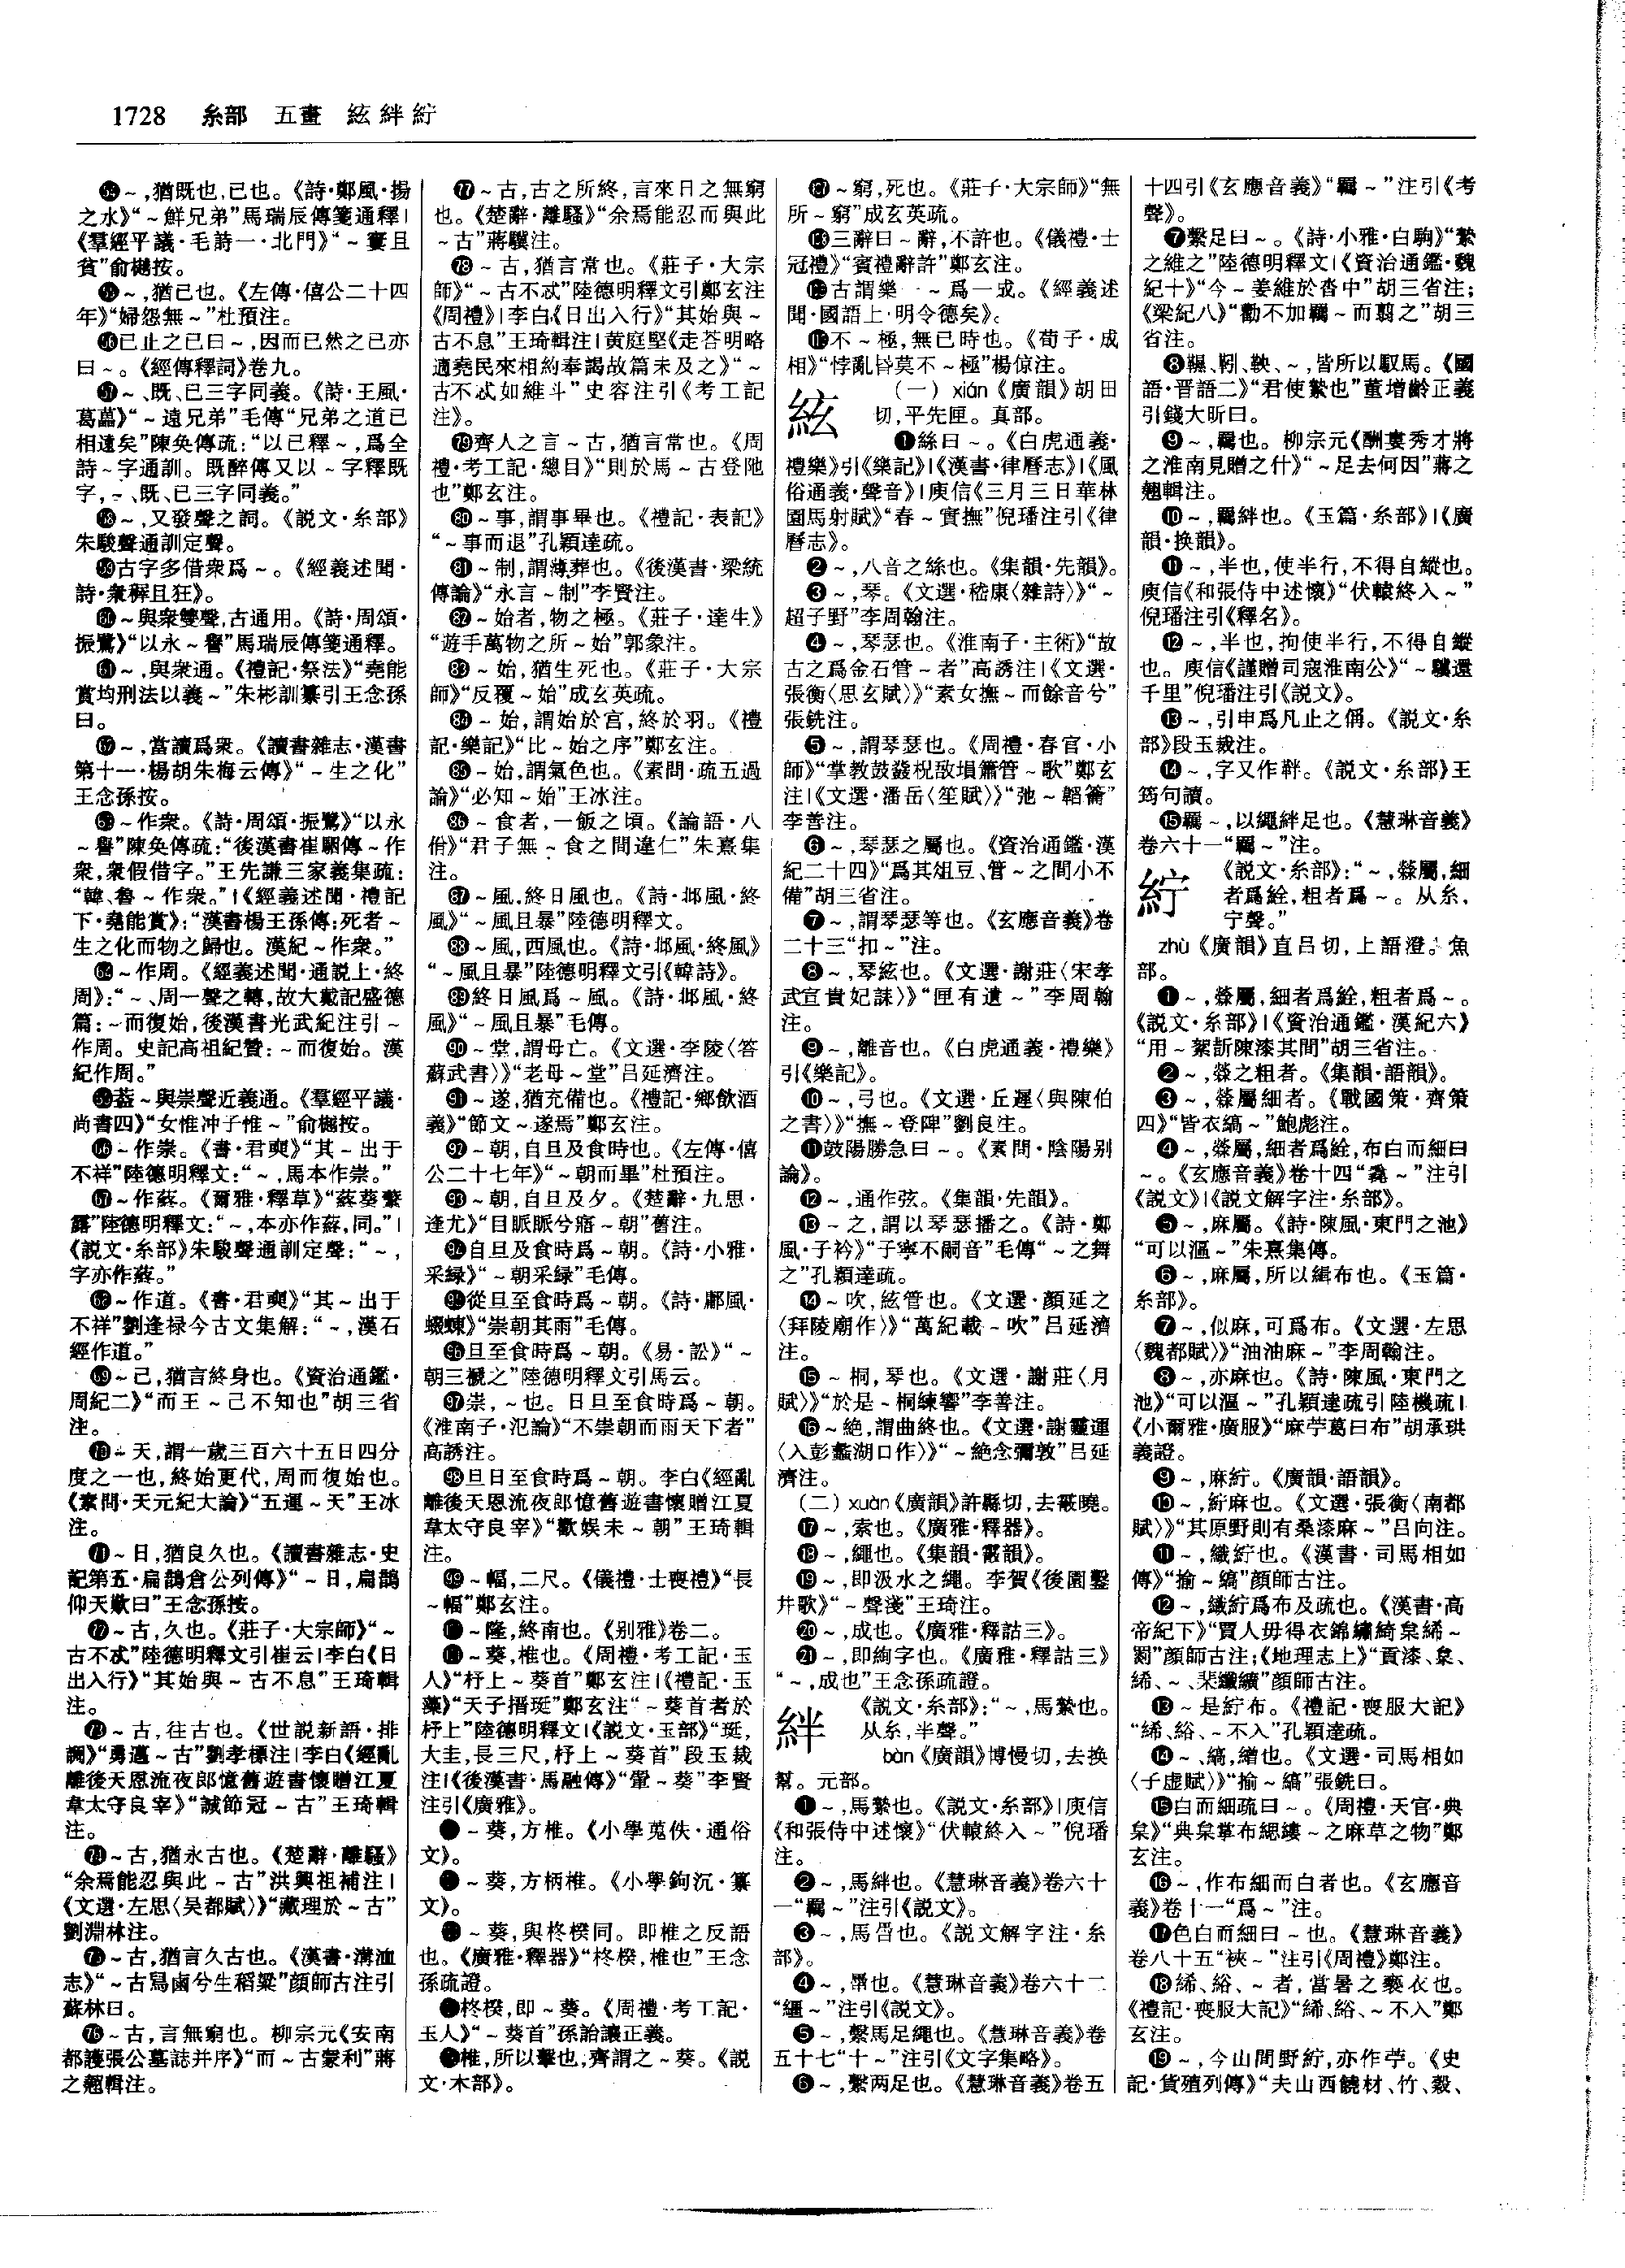 1728 糸部 五畫 絃絆紵
㊴~,猶既也,已也。《詩·鄭風·揚
之水》“~鮮兄弟”馬瑞辰傳箋通釋|
《羣經平議·毛詩一·北門》“~窶且
貧”俞樾按。
~,猶已也。《左傳·僖公二十四
年》“婦怨無~”杜預注。
已止之已曰~,因而已然之已亦
曰~。《經傳釋詞》卷九。
~、既、已三字同義。《詩·王風·
葛藟》“~遠兄弟”毛傳“兄弟之道已
相遠矣”陳奂傳疏:“以已釋~,爲全
詩~字通訓。既醉傳又以~字釋既
字,~、既、已三字同義。”
~,又發聲之詞。《説文·糸部》
朱駿聲通訓定聲。
古字多借衆爲~。《經義述聞·
詩·衆穉且狂》。
~與衆雙聲,古通用。《詩·周頌·
振鷺》“以永~譽”馬瑞辰傳箋通釋。
~,與衆通。《禮記·祭法》“堯能
賞均刑法以義~”朱彬訓纂引王念孫
曰。
~,當讀爲衆。《讀書雜志·漢書
第十一·楊胡朱梅云傳》“~生之化”
王念孫按。
~作衆。《詩·周頌·振鷺》“以永
~譽”陳奂傳疏:“後漢書崔駰傳~作
衆,衆假借字。”王先謙三家義集疏:
“韓、魯~作衆。”|《經義述聞·禮記
下·堯能賞》:“漢書楊王孫傳:死者~
生之化而物之歸也。漢紀~作衆。”
~作周。《經義述聞·通説上·終
周》:“~、周一聲之轉,故大戴記盛德
篇:~而復始,後漢書光武紀注引~
作周。史記高祖紀贊:~而復始。漢
紀作周。”
蓋~與崇聲近義通。《羣經平議·
尚書四》“女惟冲子惟~”俞樾按。
~作崇。《書·君奭》“其~出于
不祥”陸德明釋文:“~,馬本作崇。”
~作蔠。《爾雅·釋草》“蔠葵蘩
露”陸德明釋文:“~,本亦作蔠,同。”|
《説文·糸部》朱駿聲通訓定聲:“~,
字亦作蔠。”
~作道。《書·君奭》“其~出于
不祥”劉逢禄今古文集解:“~,漢石
經作道。”
~己,猶言終身也。《資治通鑑·
周紀二》“而王~己不知也”胡三省
注。
~天,謂一歲三百六十五日四分
度之一也,終始更代,周而復始也。
《素問·天元紀大論》“五運~天”王冰
注。
~日,猶良久也。《讀書雜志·史
記第五·扁鵲倉公列傳》“~日,扁鵲
仰天歎曰”王念孫按。
~古,久也。《莊子·大宗師》“~
古不忒”陸德明釋文引崔云|李白《日
出入行》“其始與~古不息”王琦輯
注。
~古,往古也。《世説新語·排
調》“勇邁~古”劉孝標注|李白《經亂
離後天恩流夜郎憶舊遊書懷贈江夏
韋太守良宰》“誠節冠~古”王琦輯
注。
~古,猶永古也。《楚辭·離騷》
“余焉能忍與此~古”洪興祖補注|
《文選·左思〈吴都賦〉》“藏理於~古”
劉淵林注。
~古,猶言久古也。《漢書·溝洫
志》“~古舄鹵兮生稻粱”顔師古注引
蘇林曰。
~古,言無窮也。柳宗元《安南
都護張公墓誌并序》“而~古蒙利”蔣
之翹輯注。
~古,古之所終,言來日之無窮
也。《楚辭·離騷》“余焉能忍而與此
~古”蔣驥注。
~古,猶言常也。《莊子·大宗
師》“~古不忒”陸德明釋文引鄭玄注
《周禮》|李白《日出入行》“其始與~
古不息”王琦輯注|黄庭堅《走答明略
適堯民來相約奉謁故篇末及之》“~
古不忒如維斗”史容注引《考工記
注》。
齊人之言~古,猶言常也。《周
禮·考工記·總目》“則於馬~古登阤
也”鄭玄注。
~事,謂事畢也。《禮記·表記》
“~事而退”孔穎達疏。
~制,謂薄葬也。《後漢書·梁統
傳論》“永言~制”李賢注。
~始者,物之極。《莊子·達生》
“遊乎萬物之所~始”郭象注。
~始,猶生死也。《莊子·大宗
師》“反覆~始”成玄英疏。
~始,謂始於宫,終於羽。《禮
記·樂記》“比~始之序”鄭玄注。
~始,謂氣色也。《素問·疏五過
論》“必知~始”王冰注。
~食者,一飯之頃。《論語·八
佾》“君子無~食之間違仁”朱熹集
注。
~風,終日風也。《詩·邶風·終
風》“~風且暴”陸德明釋文。
~風,西風也。《詩·邶風·終風》
“~風且暴”陸德明釋文引《韓詩》。
終日風爲~風。《詩·邶風·終
風》“~風且暴”毛傳。
~堂,謂母亡。《文選·李陵〈答
蘇武書〉》“老母~堂”吕延濟注。
~遂,猶充備也。《禮記·鄉飲酒
義》“節文~遂焉”鄭玄注。
~朝,自旦及食時也。《左傳·僖
公二十七年》“~朝而畢”杜預注。
~朝,自旦及夕。《楚辭·九思·
逢尤》“目眽眽兮寤~朝”舊注。
自旦及食時爲~朝。《詩·小雅·
采緑》“~朝采緑”毛傳。
從旦至食時爲~朝。《詩·鄘風·
蝃蝀》“崇朝其雨”毛傳。
旦至食時爲~朝。《易·訟》“~
朝三褫之”陸德明釋文引馬云。
崇,~也。日旦至食時爲~朝。
《淮南子·氾論》“不崇朝而雨天下者”
高誘注。
旦日至食時爲~朝。李白《經亂
離後天恩流夜郎憶舊遊書懷贈江夏
韋太守良宰》“歡娱未~朝”王琦輯
注。
~幅,二尺。《儀禮·士喪禮》“長
~幅”鄭玄注。
~隆,終南也。《别雅》卷二。
~葵,椎也。《周禮·考工記·玉
人》“杼上~葵首”鄭玄注|《禮記·玉
藻》“天子搢珽”鄭玄注“~葵首者於
杼上”陸德明釋文|《説文·玉部》“珽,
大圭,長三尺,杼上~葵首”段玉裁
注|《後漢書·馬融傳》“翬~葵”李賢
注引《廣雅》。
~葵,方椎。《小學蒐佚·通俗
文》。
~葵,方柄椎。《小學鉤沉·纂
文》。
~葵,與柊楑同。即椎之反語
也。《廣雅·釋器》“柊楑,椎也”王念
孫疏證。
柊楑,即~葵。《周禮·考工記·
玉人》“~葵首”孫詒讓正義。
椎,所以擊也;齊謂之~葵。《説
文·木部》。
~窮,死也。《莊子·大宗師》“無
所~窮”成玄英疏。
三辭曰~辭,不許也。《儀禮·士
冠禮》“賓禮辭許”鄭玄注。
古謂樂一~爲一成。《經義述
聞·國語上·明令德矣》。
不~極,無已時也。《荀子·成
相》“悖亂昏莫不~極”楊倞注。
絃 (一)xián《廣韻》胡田
切,平先匣。真部。
❶絲曰~。《白虎通義·
禮樂》引《樂記》|《漢書·律曆志》|《風
俗通義·聲音》|庾信《三月三日華林
園馬射賦》“春~實撫”倪璠注引《律
曆志》。
❷~,八音之絲也。《集韻·先韻》。
❸~,琴。《文選·嵇康〈雜詩〉》“~
超子野”李周翰注。
❹~,琴瑟也。《淮南子·主術》“故
古之爲金石管~者”高誘注|《文選·
張衡〈思玄賦〉》“素女撫~而餘音兮”
張銑注。
❺~,謂琴瑟也。《周禮·春官·小
師》“掌教鼓鼗柷敔塤簫管~歌”鄭玄
注|《文選·潘岳〈笙賦〉》“弛~韜籥”
李善注。
❻~,琴瑟之屬也。《資治通鑑·漢
紀二十四》“爲其俎豆、管~之間小不
備”胡三省注。
❼~,謂琴瑟等也。《玄應音義》卷
二十三“扣~”注。
❽~,琴絃也。《文選·謝莊〈宋孝
武宣貴妃誄〉》“匣有遺~”李周翰
注。
❾~,離音也。《白虎通義·禮樂》
引《樂記》。
❿~,弓也。《文選·丘遲〈與陳伯
之書〉》“撫~登陴”劉良注。
⓫鼓陽勝急曰~。《素問·陰陽别
論》。
⓬~,通作弦。《集韻·先韻》。
⓭~之,謂以琴瑟播之。《詩·鄭
風·子衿》“子寧不嗣音”毛傳“~之舞
之”孔穎達疏。
⓮~吹,絃管也。《文選·顔延之
〈拜陵廟作〉》“萬紀載~吹”吕延濟
注。
⓯~桐,琴也。《文選·謝莊〈月
賦〉》“於是~桐練響”李善注。
⓰~絶,謂曲終也。《文選·謝靈運
〈入彭蠡湖口作〉》“~絶念彌敦”吕延
濟注。
(二)xuàn《廣韻》許縣切,去霰曉。
⓱~,索也。《廣雅·釋器》。
⓲~,繩也。《集韻·霰韻》。
⓳~,即汲水之繩。李賀《後園鑿
井歌》“~聲淺”王琦注。
⓴~,成也。《廣雅·釋詁三》。
㉑~,即絢字也。《廣雅·釋詁三》
“~,成也”王念孫疏證。
絆 《説文·糸部》:“~,馬縶也。
从糸,半聲。”
bàn《廣韻》博慢切,去换
幫。元部。
❶~,馬縶也。《説文·糸部》|庾信
《和張侍中述懷》“伏轅終入~”倪璠
注。
❷~,馬絆也。《慧琳音義》卷六十
一“羈~”注引《説文》。
❸~,馬𠳋也。《説文解字注·糸
部》。
❹~,𢂿也。《慧琳音義》卷六十二
“繮~”注引《説文》。
❺~,繫馬足繩也。《慧琳音義》卷
五十七“十~”注引《文字集略》。
❻~,繫兩足也。《慧琳音義》卷五
十四引《玄應音義》“羈~”注引《考
聲》。
❼繫足曰~。《詩·小雅·白駒》“縶
之維之”陸德明釋文|《資治通鑑·魏
紀十》“今~姜維於沓中”胡三省注;
《梁紀八》“勸不加羈~而翦之”胡三
省注。
❽韅、靷、鞅、~,皆所以馭馬。《國
語·晋語二》“君使縶也”董增齡正義
引錢大昕曰。
❾~,羈也。柳宗元《酬婁秀才將
之淮南見贈之什》“~足去何因”蔣之
翹輯注。
❿~,羈絆也。《玉篇·糸部》|《廣
韻·换韻》。
⓫~,半也,使半行,不得自縱也。
庾信《和張侍中述懷》“伏轅終入~”
倪璠注引《釋名》。
⓬~,半也,拘使半行,不得自縱
也。庾信《謹贈司寇淮南公》“~驥還
千里”倪璠注引《説文》。
⓭~,引申爲凡止之偁。《説文·糸
部》段玉裁注。
⓮~,字又作靽。《説文·糸部》王
筠句讀。
⓯羈~,以繩絆足也。《慧琳音義》
卷六十一“羈~”注。
紵 《説文·糸部》:“~,䋣屬,細
者爲絟,粗者爲~。从糸,
宁聲。”
zhù《廣韻》直吕切,上語澄。魚
部。
❶~,䋣屬,細者爲絟,粗者爲~。
《説文·糸部》|《資治通鑑·漢紀六》
“用~絮斮陳漆其間”胡三省注。
❷~,䋣之粗者。《集韻·語韻》。
❸~,䋣屬細者。《戰國策·齊策
四》“皆衣縞~”鮑彪注。
❹~,䋣屬,細者爲絟,布白而細曰
~。《玄應音義》卷十四“毳~”注引
《説文》|《説文解字注·糸部》。
❺~,麻屬。《詩·陳風·東門之池》
“可以漚~”朱熹集傳。
❻~,麻屬,所以緝布也。《玉篇·
糸部》。
❼~,似麻,可爲布。《文選·左思
〈魏都賦〉》“油油麻~”李周翰注。
❽~,亦麻也。《詩·陳風·東門之
池》“可以漚~”孔穎達疏引陸機疏|
《小爾雅·廣服》“麻苧葛曰布”胡承珙
義證。
❾~,麻紵。《廣韻·語韻》。
❿~,紵麻也。《文選·張衡〈南都
賦〉》“其原野則有桑漆麻~”吕向注。
⓫~,織紵也。《漢書·司馬相如
傳》“揄~縞”顔師古注。
⓬~,織紵爲布及疏也。《漢書·高
帝紀下》“賈人毋得衣錦繡綺縠絺~
罽”顔師古注;《地理志上》“貢漆、枲、
絺、~、棐纖纊”顔師古注。
⓭~是紵布。《禮記·喪服大記》
“絺、綌、~不入”孔穎達疏。
⓮~、縞,繒也。《文選·司馬相如
〈子虚賦〉》“揄~縞”張銑曰。
⓯白而細疏曰~。《周禮·天官·典
枲》“典枲掌布緦縷~之麻草之物”鄭
玄注。
⓰~,作布細而白者也。《玄應音
義》卷十一“爲~”注。
⓱色白而細曰~也。《慧琳音義》
卷八十五“裌~”注引《周禮》鄭注。
⓲絺、綌、~者,當暑之褻衣也。
《禮記·喪服大記》“絺、綌、~不入”鄭
玄注。
⓳~,今山間野紵,亦作苧。《史
記·貨殖列傳》“夫山西饒材、竹、榖、